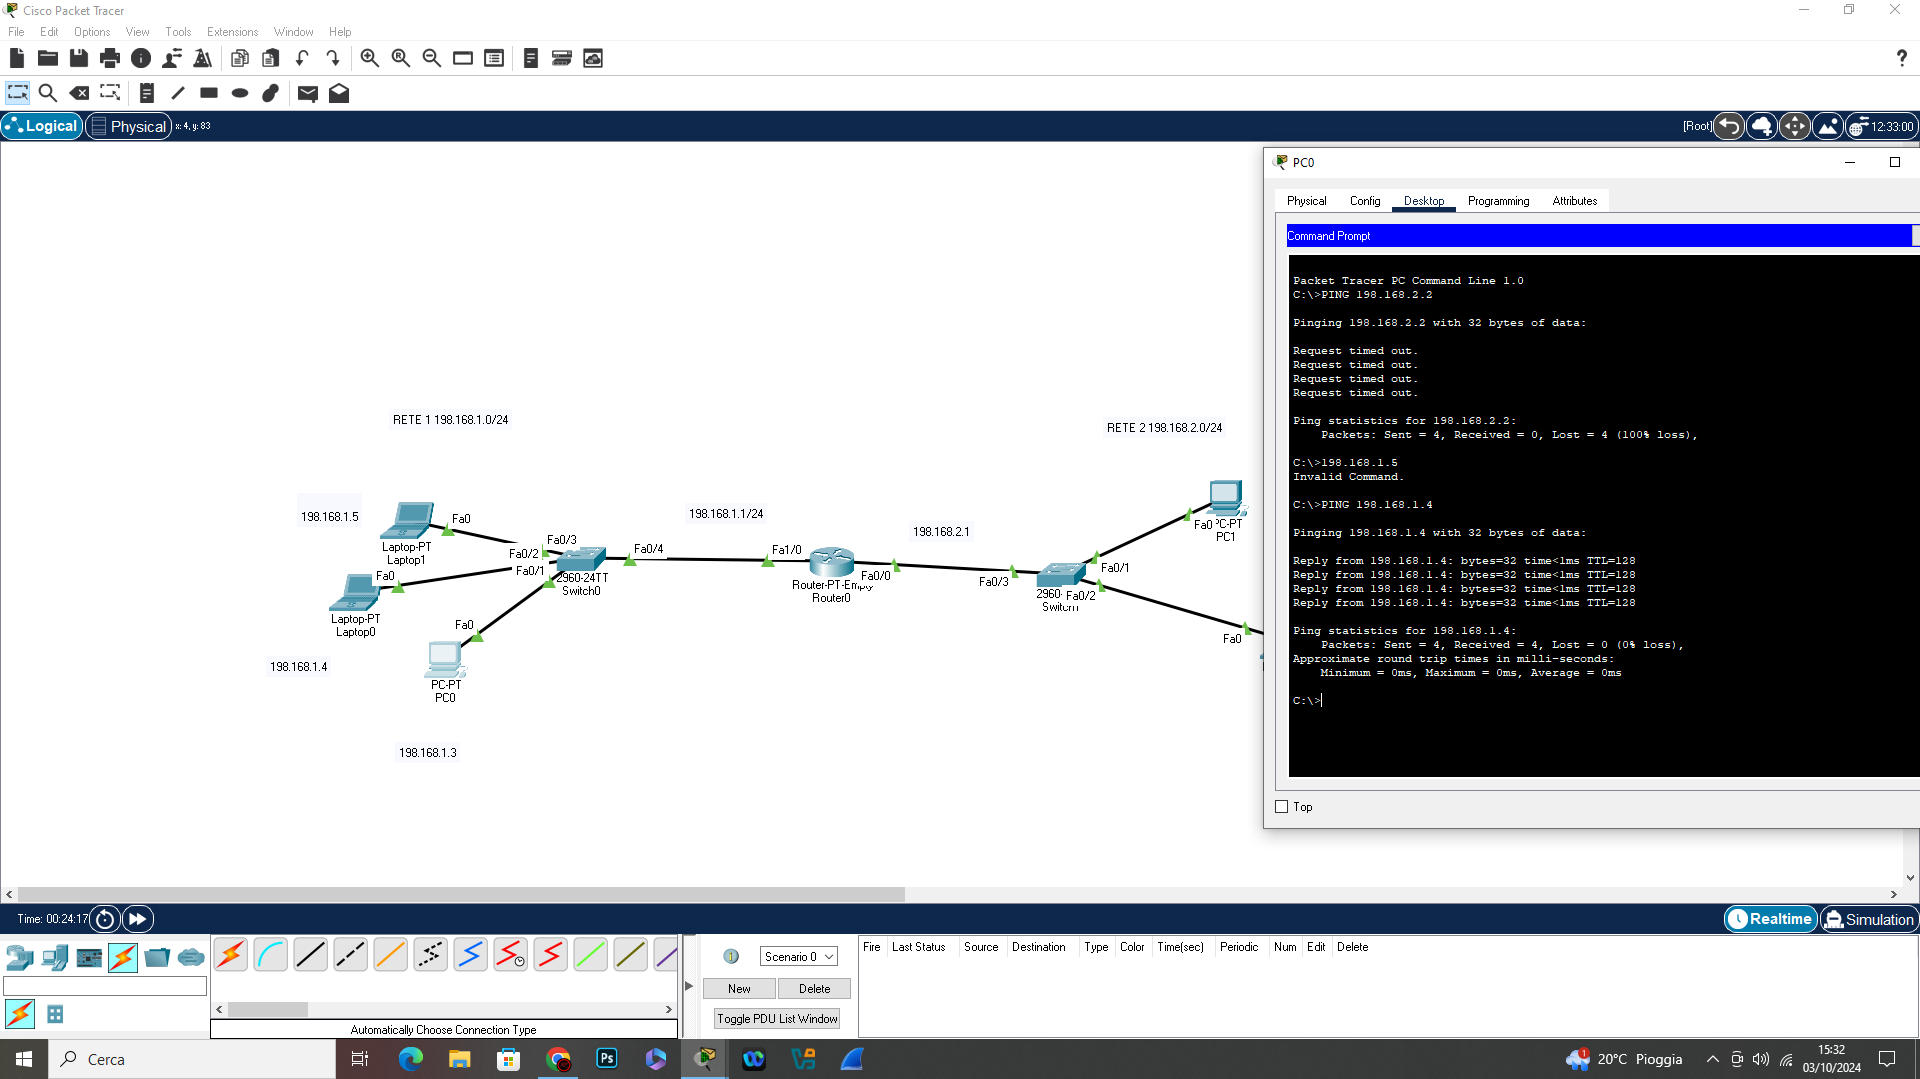 Cisco Packet Tracer
File Edit Options View Tools Extensions Window Help
Logical Physical x: 4, y: 83 [Root] 12:33:00
RETE 1 198.168.1.0/24
RETE 2 198.168.2.0/24
198.168.1.5
Fa0
Laptop-PT
Laptop1
Fa0
Laptop-PT
Laptop0
198.168.1.4
Fa0
PC-PT
PC0
198.168.1.3
Fa0/3
Fa0/2
Fa0/1
2960-24TT
Switch0
Fa0/4
198.168.1.1/24
Fa1/0
Router-PT-Empty
Router0
Fa0/0
198.168.2.1
Fa0/3
2960-
Fa0/2
Fa0/1
Fa0
PC-PT
PC1
Fa0
PC0
Physical Config Desktop Programming Attributes
Command Prompt
Packet Tracer PC Command Line 1.0
C:\>PING 198.168.2.2
Pinging 198.168.2.2 with 32 bytes of data:
Request timed out.
Request timed out.
Request timed out.
Request timed out.
Ping statistics for 198.168.2.2:
Packets: Sent = 4, Received = 0, Lost = 4 (100% loss),
C:\>198.168.1.5
Invalid Command.
C:\>PING 198.168.1.4
Pinging 198.168.1.4 with 32 bytes of data:
Reply from 198.168.1.4: bytes=32 time<1ms TTL=128
Reply from 198.168.1.4: bytes=32 time<1ms TTL=128
Reply from 198.168.1.4: bytes=32 time<1ms TTL=128
Reply from 198.168.1.4: bytes=32 time<1ms TTL=128
Ping statistics for 198.168.1.4:
Packets: Sent = 4, Received = 4, Lost = 0 (0% loss),
Approximate round trip times in milli-seconds:
Minimum = 0ms, Maximum = 0ms, Average = 0ms
C:\>
Top
Time: 00:24:17
Realtime Simulation
Scenario 0
New Delete
Toggle PDU List Window
Fire Last Status Source Destination Type Color Time(sec) Periodic Num Edit Delete
Automatically Choose Connection Type
Cerca
Ps
1
20°C Pioggia
15:32
03/10/2024